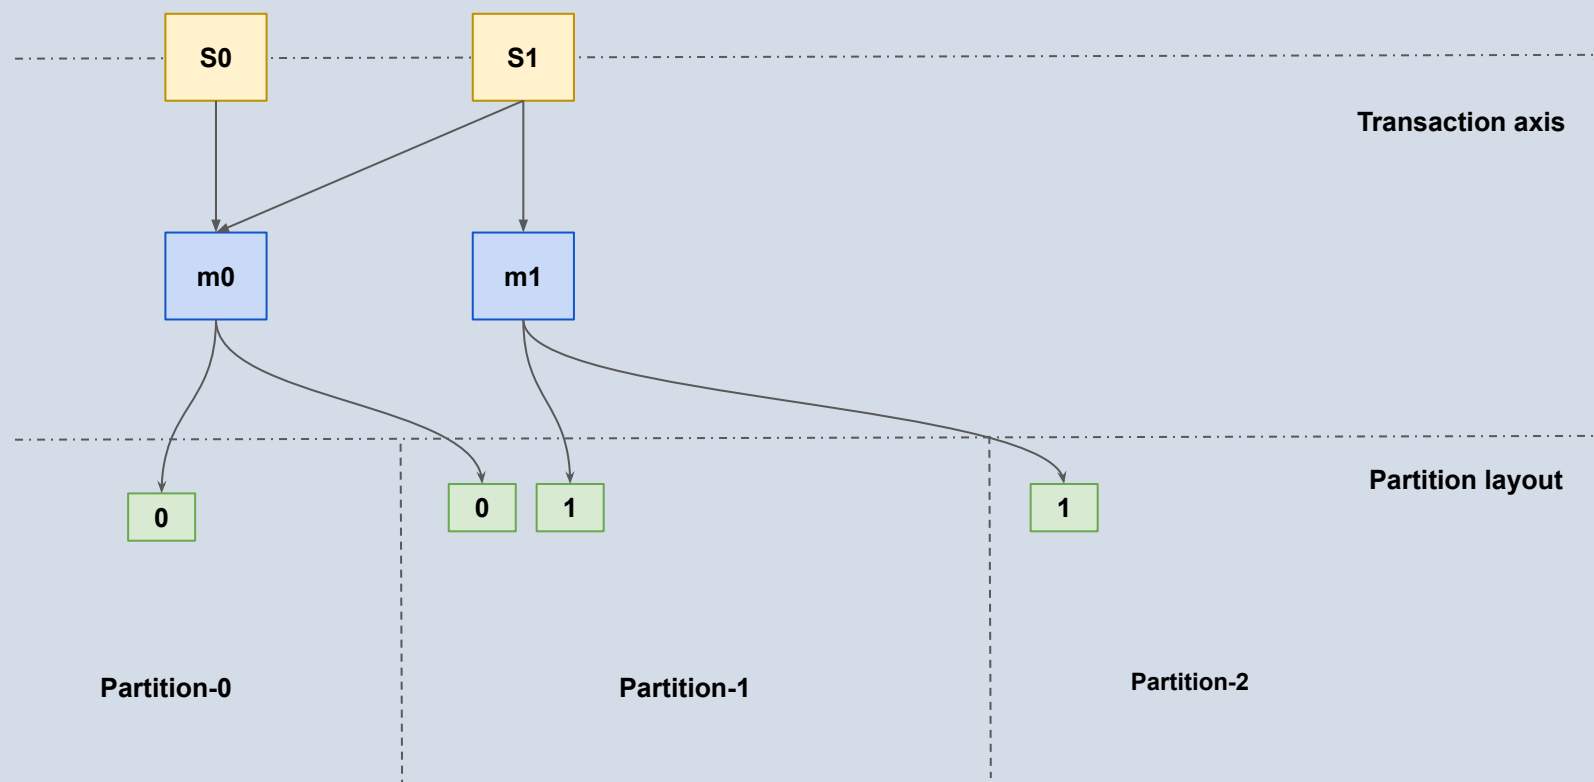 S0
S1
Transaction axis
m0
m1
Partition layout
0
0
1
1
Partition-0
Partition-1
Partition-2